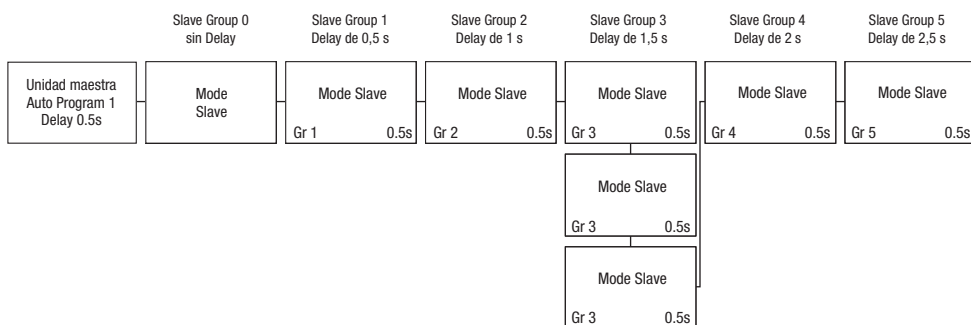 Slave Group 0
sin Delay
Slave Group 1
Delay de 0,5 s
Slave Group 2
Delay de 1 s
Slave Group 3
Delay de 1,5 s
Slave Group 4
Delay de 2 s
Slave Group 5
Delay de 2,5 s
Unidad maestra
Auto Program 1
Delay 0.5s
Mode
Slave
Mode Slave
Gr 1 0.5s
Mode Slave
Gr 2 0.5s
Mode Slave
Gr 3 0.5s
Mode Slave
Gr 4 0.5s
Mode Slave
Gr 5 0.5s
Mode Slave
Gr 3 0.5s
Mode Slave
Gr 3 0.5s